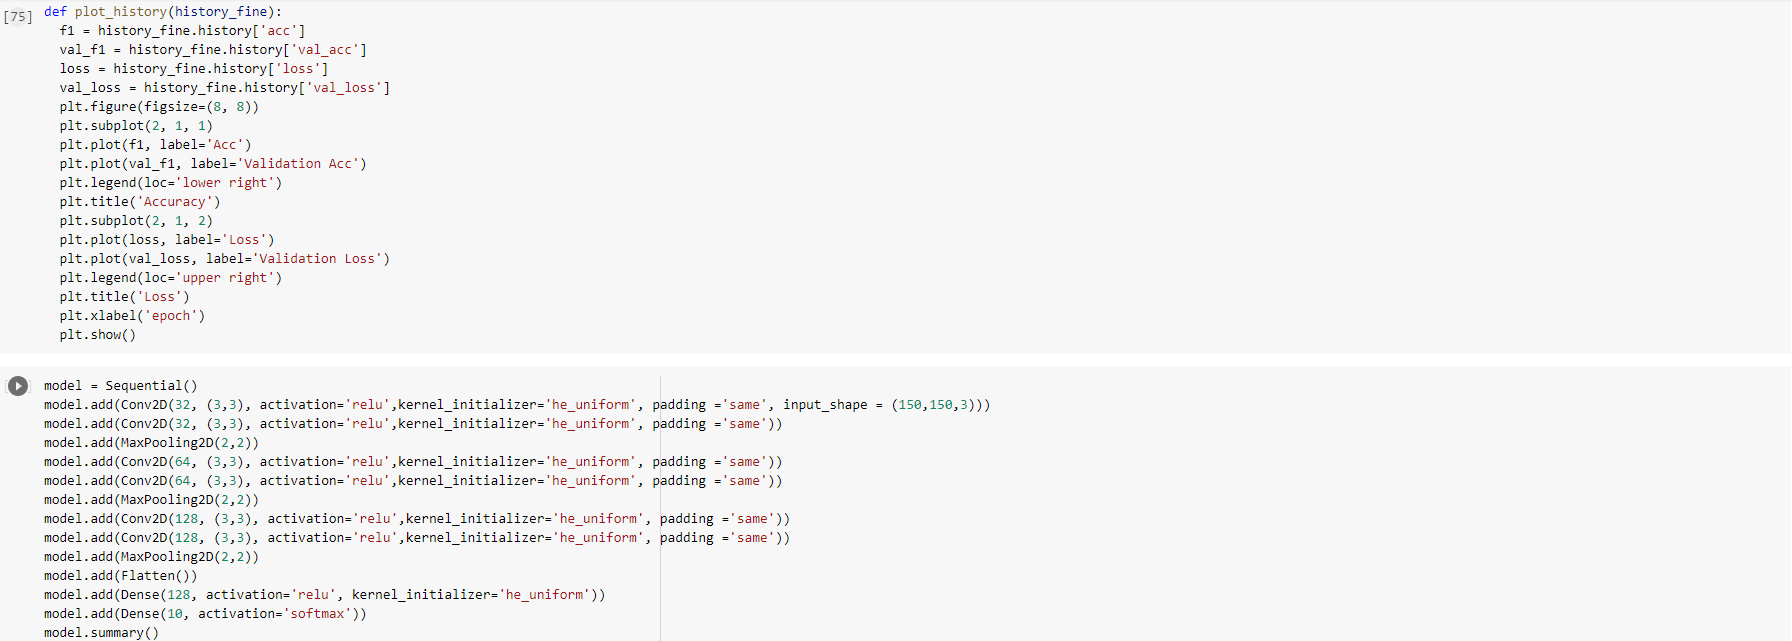 [75]
def plot_history(history_fine):
  f1 = history_fine.history['acc']
  val_f1 = history_fine.history['val_acc']
  loss = history_fine.history['loss']
  val_loss = history_fine.history['val_loss']
  plt.figure(figsize=(8, 8))
  plt.subplot(2, 1, 1)
  plt.plot(f1, label='Acc')
  plt.plot(val_f1, label='Validation Acc')
  plt.legend(loc='lower right')
  plt.title('Accuracy')
  plt.subplot(2, 1, 2)
  plt.plot(loss, label='Loss')
  plt.plot(val_loss, label='Validation Loss')
  plt.legend(loc='upper right')
  plt.title('Loss')
  plt.xlabel('epoch')
  plt.show()
model = Sequential()
model.add(Conv2D(32, (3,3), activation='relu',kernel_initializer='he_uniform', padding ='same', input_shape = (150,150,3)))
model.add(Conv2D(32, (3,3), activation='relu',kernel_initializer='he_uniform', padding ='same'))
model.add(MaxPooling2D(2,2))
model.add(Conv2D(64, (3,3), activation='relu',kernel_initializer='he_uniform', padding ='same'))
model.add(Conv2D(64, (3,3), activation='relu',kernel_initializer='he_uniform', padding ='same'))
model.add(MaxPooling2D(2,2))
model.add(Conv2D(128, (3,3), activation='relu',kernel_initializer='he_uniform', padding ='same'))
model.add(Conv2D(128, (3,3), activation='relu',kernel_initializer='he_uniform', padding ='same'))
model.add(MaxPooling2D(2,2))
model.add(Flatten())
model.add(Dense(128, activation='relu', kernel_initializer='he_uniform'))
model.add(Dense(10, activation='softmax'))
model.summary()